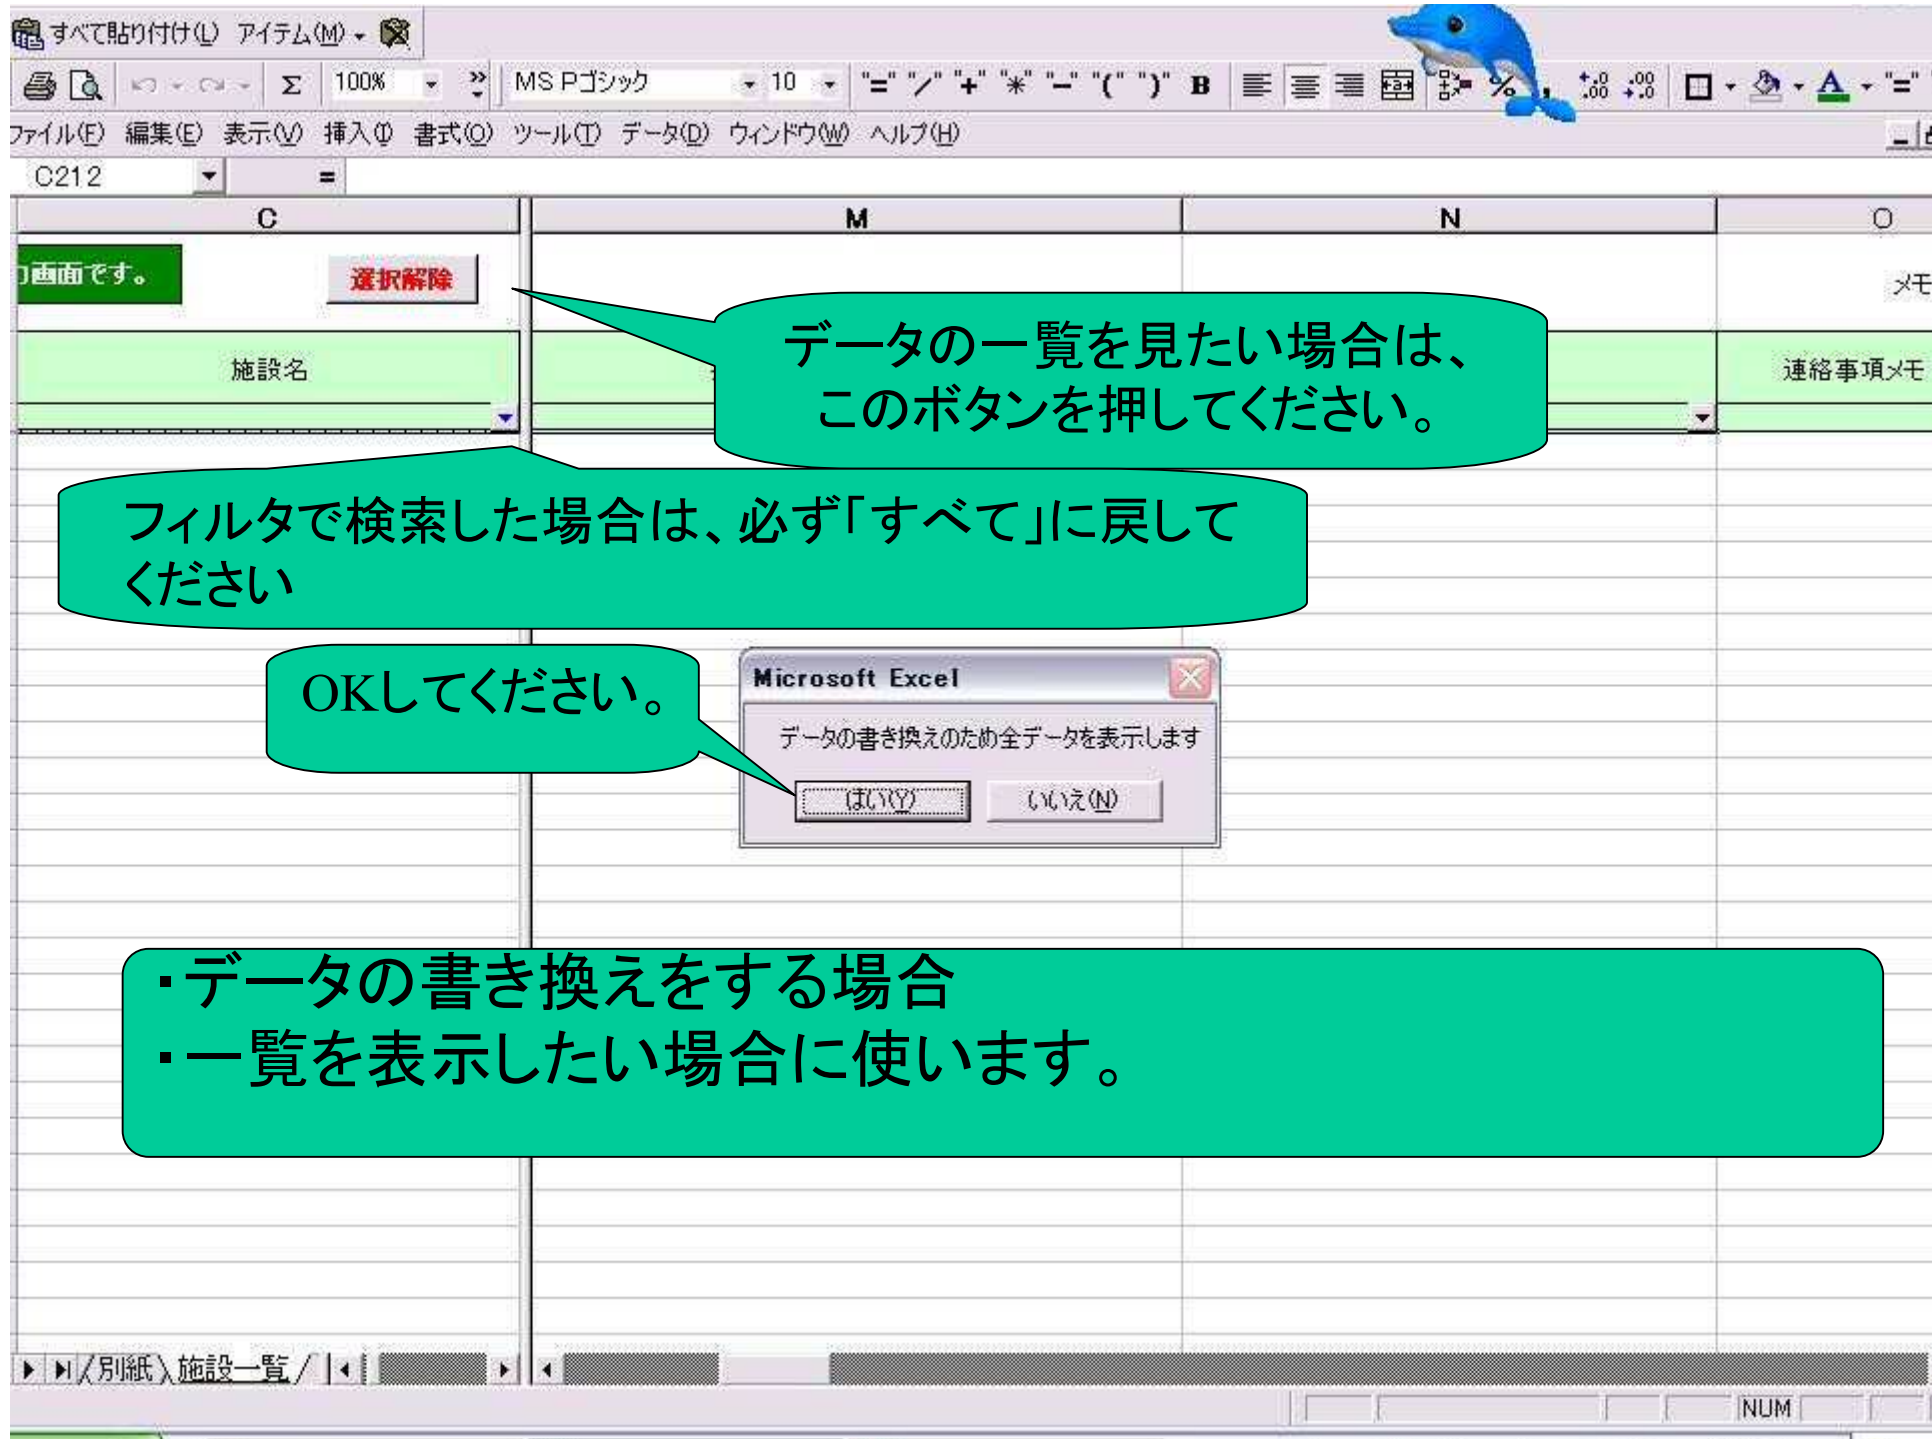 すべて貼り付け(L) アイテム(M)
Σ 100% » MS Pゴシック 10 "=" "/" "+" "*" "-" "(" ")" B % , "="
ファイル(F) 編集(E) 表示(V) 挿入(I) 書式(O) ツール(T) データ(D) ウィンドウ(W) ヘルプ(H)
C212 =
C M N O
画面です。 選択解除 メモ
データの一覧を見たい場合は、
このボタンを押してください。
施設名 連絡事項メモ
フィルタで検索した場合は、必ず「すべて」に戻して
ください
OKしてください。
Microsoft Excel
データの書き換えのため全データを表示します
はい(Y) いいえ(N)
・データの書き換えをする場合
・一覧を表示したい場合に使います。
別紙 施設一覧
NUM